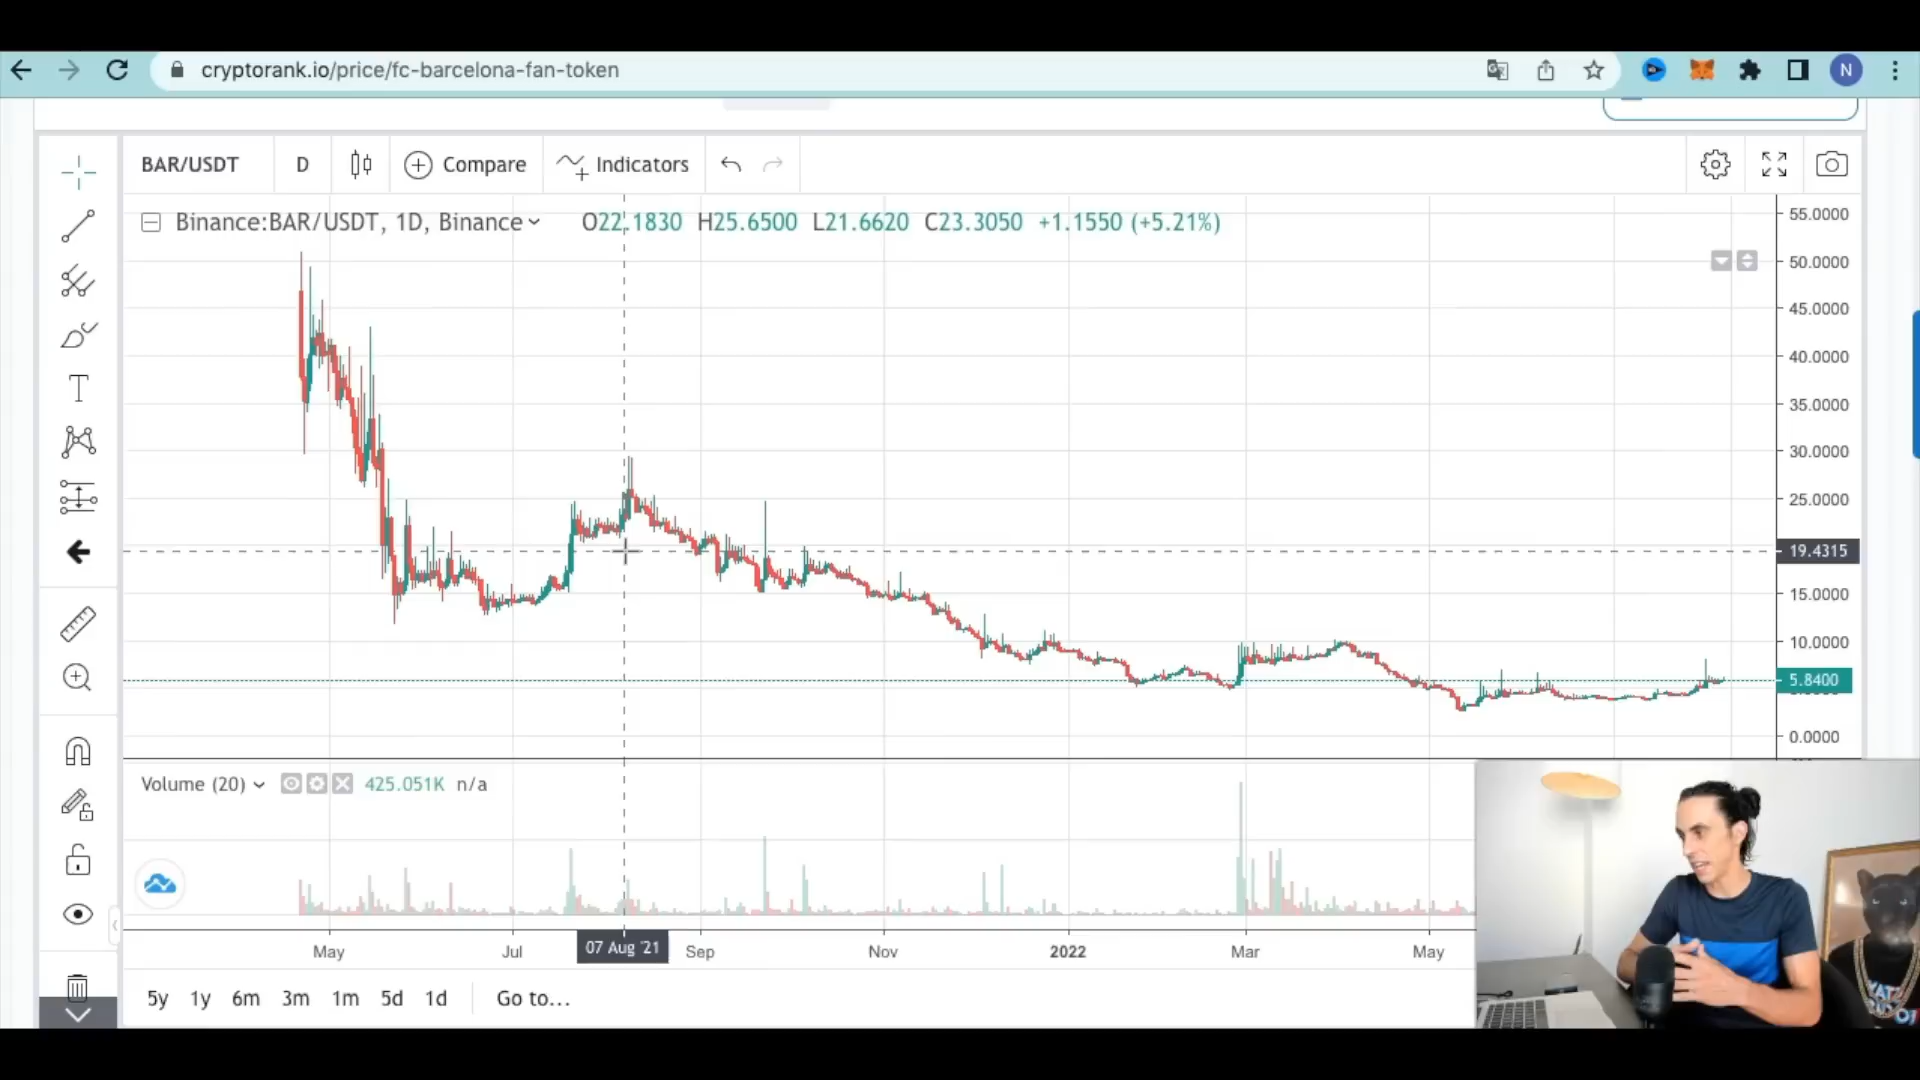 cryptorank.io/price/fc-barcelona-fan-token
N
BAR/USDT D Compare Indicators
Binance:BAR/USDT, 1D, Binance O22.1830 H25.6500 L21.6620 C23.3050 +1.1550 (+5.21%)
55.0000
50.0000
45.0000
40.0000
35.0000
30.0000
25.0000
19.4315
15.0000
10.0000
5.8400
0.0000
T
Volume (20) 425.051K n/a
May Jul 07 Aug '21 Sep Nov 2022 Mar May
5y 1y 6m 3m 1m 5d 1d Go to...